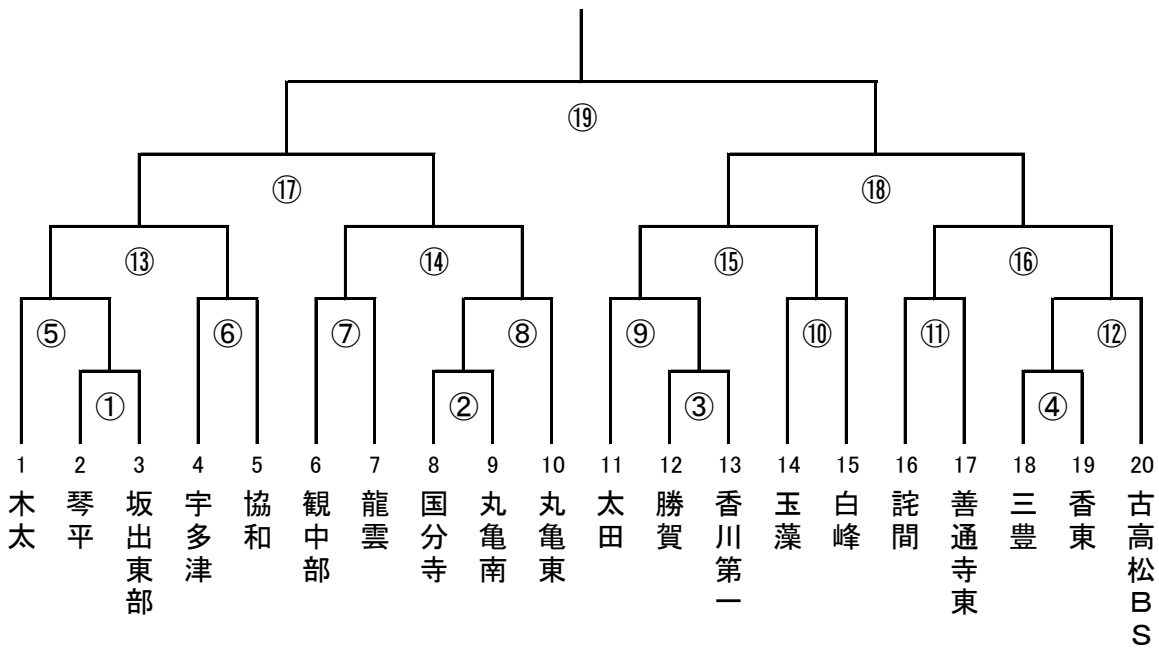 ⑲
⑰ ⑱
⑬ ⑭ ⑮ ⑯
⑤ ⑥ ⑦ ⑧ ⑨ ⑩ ⑪ ⑫
① ② ③ ④
1 2 3 4 5 6 7 8 9 10 11 12 13 14 15 16 17 18 19 20
木太
琴平
坂出東部
宇多津
協和
観中部
龍雲
国分寺
丸亀南
丸亀東
太田
勝賀
香川第一
玉藻
白峰
詫間
善通寺東
三豊
香東
古高松BS